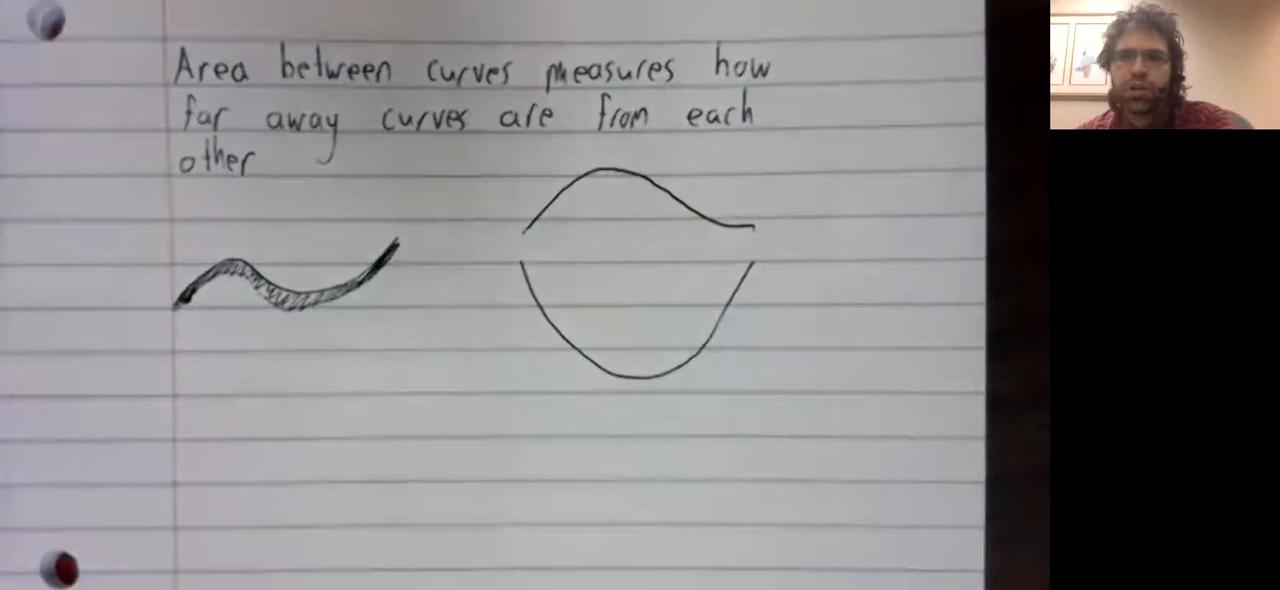 Area between curves measures how
far away curves are from each
other